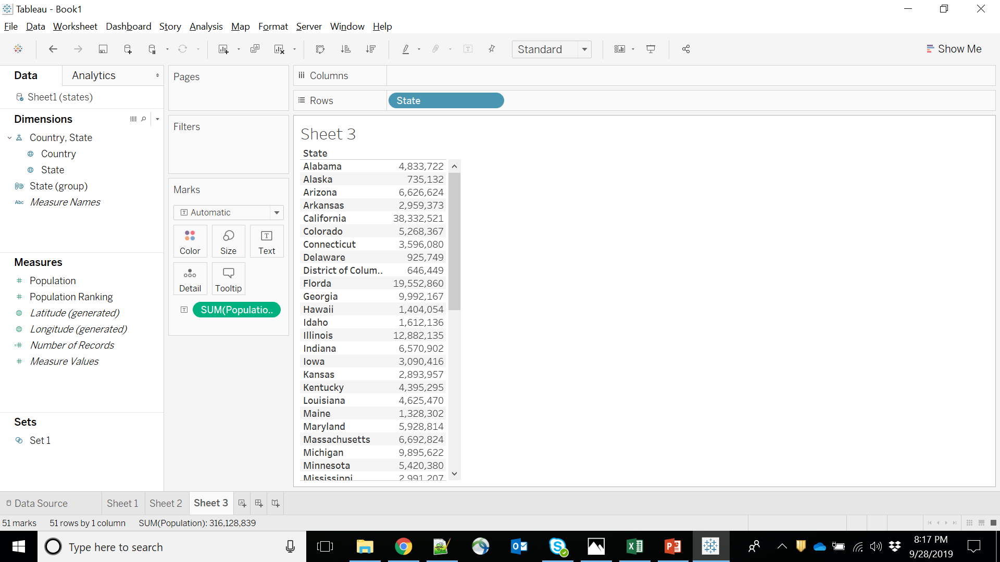 Tableau - Book1
File Data Worksheet Dashboard Story Analysis Map Format Server Window Help
Standard
Show Me
Data Analytics
Sheet1 (states)
Dimensions
Country, State
Country
State
State (group)
Abc Measure Names
Measures
Population
Population Ranking
Latitude (generated)
Longitude (generated)
Number of Records
Measure Values
Sets
Set 1
Pages
Filters
Marks
Automatic
Color Size Text
Detail Tooltip
SUM(Populatio..
Columns
Rows State
Sheet 3
State
Alabama 4,833,722
Alaska 735,132
Arizona 6,626,624
Arkansas 2,959,373
California 38,332,521
Colorado 5,268,367
Connecticut 3,596,080
Delaware 925,749
District of Colum.. 646,449
Florda 19,552,860
Georgia 9,992,167
Hawaii 1,404,054
Idaho 1,612,136
Illinois 12,882,135
Indiana 6,570,902
Iowa 3,090,416
Kansas 2,893,957
Kentucky 4,395,295
Louisiana 4,625,470
Maine 1,328,302
Maryland 5,928,814
Massachusetts 6,692,824
Michigan 9,895,622
Minnesota 5,420,380
Mississippi 2,991,207
Data Source Sheet 1 Sheet 2 Sheet 3
51 marks 51 rows by 1 column SUM(Population): 316,128,839
Type here to search
8:17 PM
9/28/2019